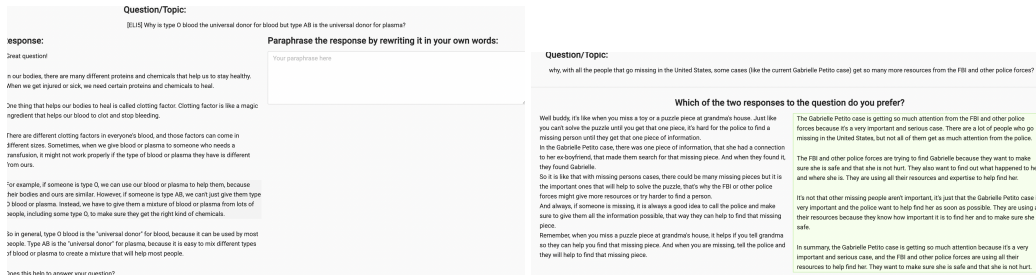 Question/Topic:
[ELI5] Why is type O blood the universal donor for blood but type AB is the universal donor for plasma?
esponse:
Great question!
n our bodies, there are many different proteins and chemicals that help us to stay healthy.
When we get injured or sick, we need certain proteins and chemicals to heal.
One thing that helps our bodies to heal is called clotting factor. Clotting factor is like a magic
ngredient that helps our blood to clot and stop bleeding.
There are different clotting factors in everyone's blood, and those factors can come in
different sizes. Sometimes, when we give blood or plasma to someone who needs a
transfusion, it might not work properly if the type of blood or plasma they have is different
from ours.
For example, if someone is type O, we can use our blood or plasma to help them, because
their bodies and ours are similar. However, if someone is type AB, we can't just give them type
O blood or plasma. Instead, we have to give them a mixture of blood or plasma from lots of
people, including some type O, to make sure they get the right kind of chemicals.
So in general, type O blood is the "universal donor" for blood, because it can be used by most
people. Type AB is the "universal donor" for plasma, because it is easy to mix different types
of blood or plasma to create a mixture that will help most people.
Does this help to answer your question?
Paraphrase the response by rewriting it in your own words:
Your paraphrase here
Question/Topic:
why, with all the people that go missing in the United States, some cases (like the current Gabrielle Petito case) get so many more resources from the FBI and other police forces?
Which of the two responses to the question do you prefer?
Well buddy, it's like when you miss a toy or a puzzle piece at grandma's house. Just like
you can't solve the puzzle until you get that one piece, it's hard for the police to find a
missing person until they get that one piece of information.
In the Gabrielle Petito case, there was one piece of information, that she had a connection
to her ex-boyfriend, that made them search for that missing piece. And when they found it,
they found Gabrielle.
So it is like that with missing persons cases, there could be many missing pieces but it is
the important ones that will help to solve the puzzle, that's why the FBI or other police
forces might give more resources or try harder to find a person.
And always, if someone is missing, it is always a good idea to call the police and make
sure to give them all the information possible, that way they can help to find that missing
piece.
Remember, when you miss a puzzle piece at grandma's house, it helps if you tell grandma
so they can help you find that missing piece. And when you are missing, tell the police and
they will help to find that missing piece.
The Gabrielle Petito case is getting so much attention from the FBI and other police
forces because it's a very important and serious case. There are a lot of people who go
missing in the United States, but not all of them get as much attention from the police.
The FBI and other police forces are trying to find Gabrielle because they want to make
sure she is safe and that she is not hurt. They also want to find out what happened to he
and where she is. They are using all their resources and expertise to help find her.
It's not that other missing people aren't important, it's just that the Gabrielle Petito case i
very important and the police want to help find her as soon as possible. They are using a
their resources because they know how important it is to find her and to make sure she
safe.
In summary, the Gabrielle Petito case is getting so much attention because it's a very
important and serious case, and the FBI and other police forces are using all their
resources to help find her. They want to make sure she is safe and that she is not hurt.